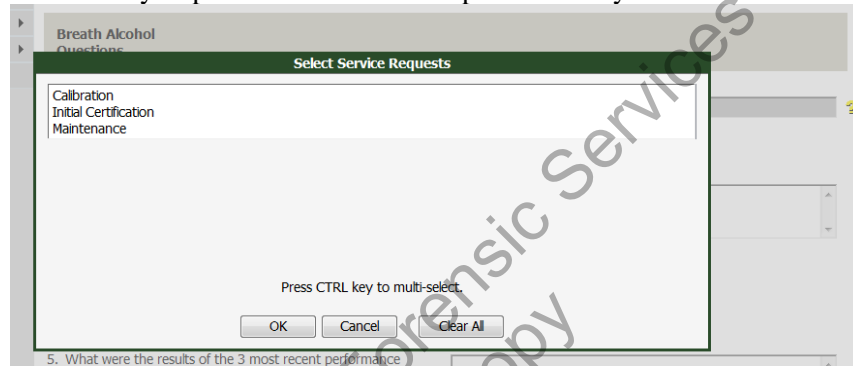 Breath Alcohol
Questions
Select Service Requests
Calibration
Initial Certification
Maintenance
Press CTRL key to multi-select.
OK Cancel Clear All
5. What were the results of the 3 most recent performance
Forensic Services
Copy